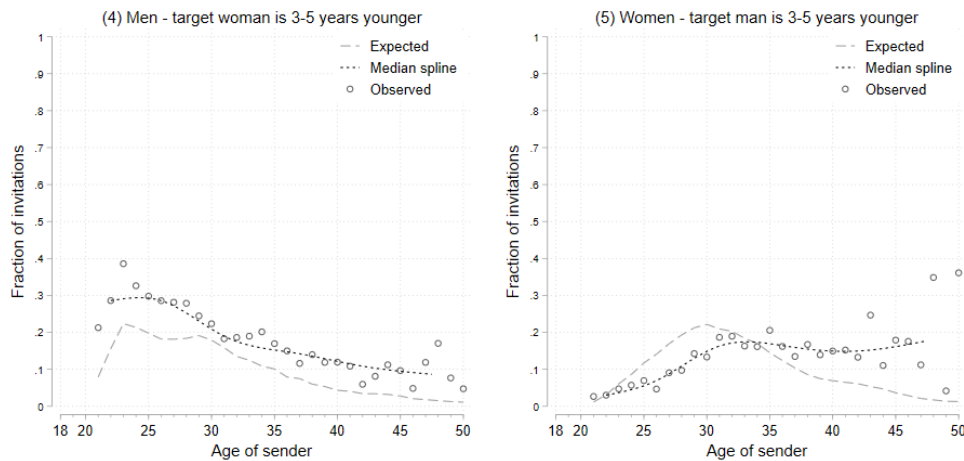 (4) Men - target woman is 3-5 years younger
Expected
Median spline
Observed
1
.9
.8
.7
.6
.5
.4
.3
.2
.1
0
Fraction of invitations
18 20 25 30 35 40 45 50
Age of sender
(5) Women - target man is 3-5 years younger
Expected
Median spline
Observed
1
.9
.8
.7
.6
.5
.4
.3
.2
.1
0
Fraction of invitations
18 20 25 30 35 40 45 50
Age of sender